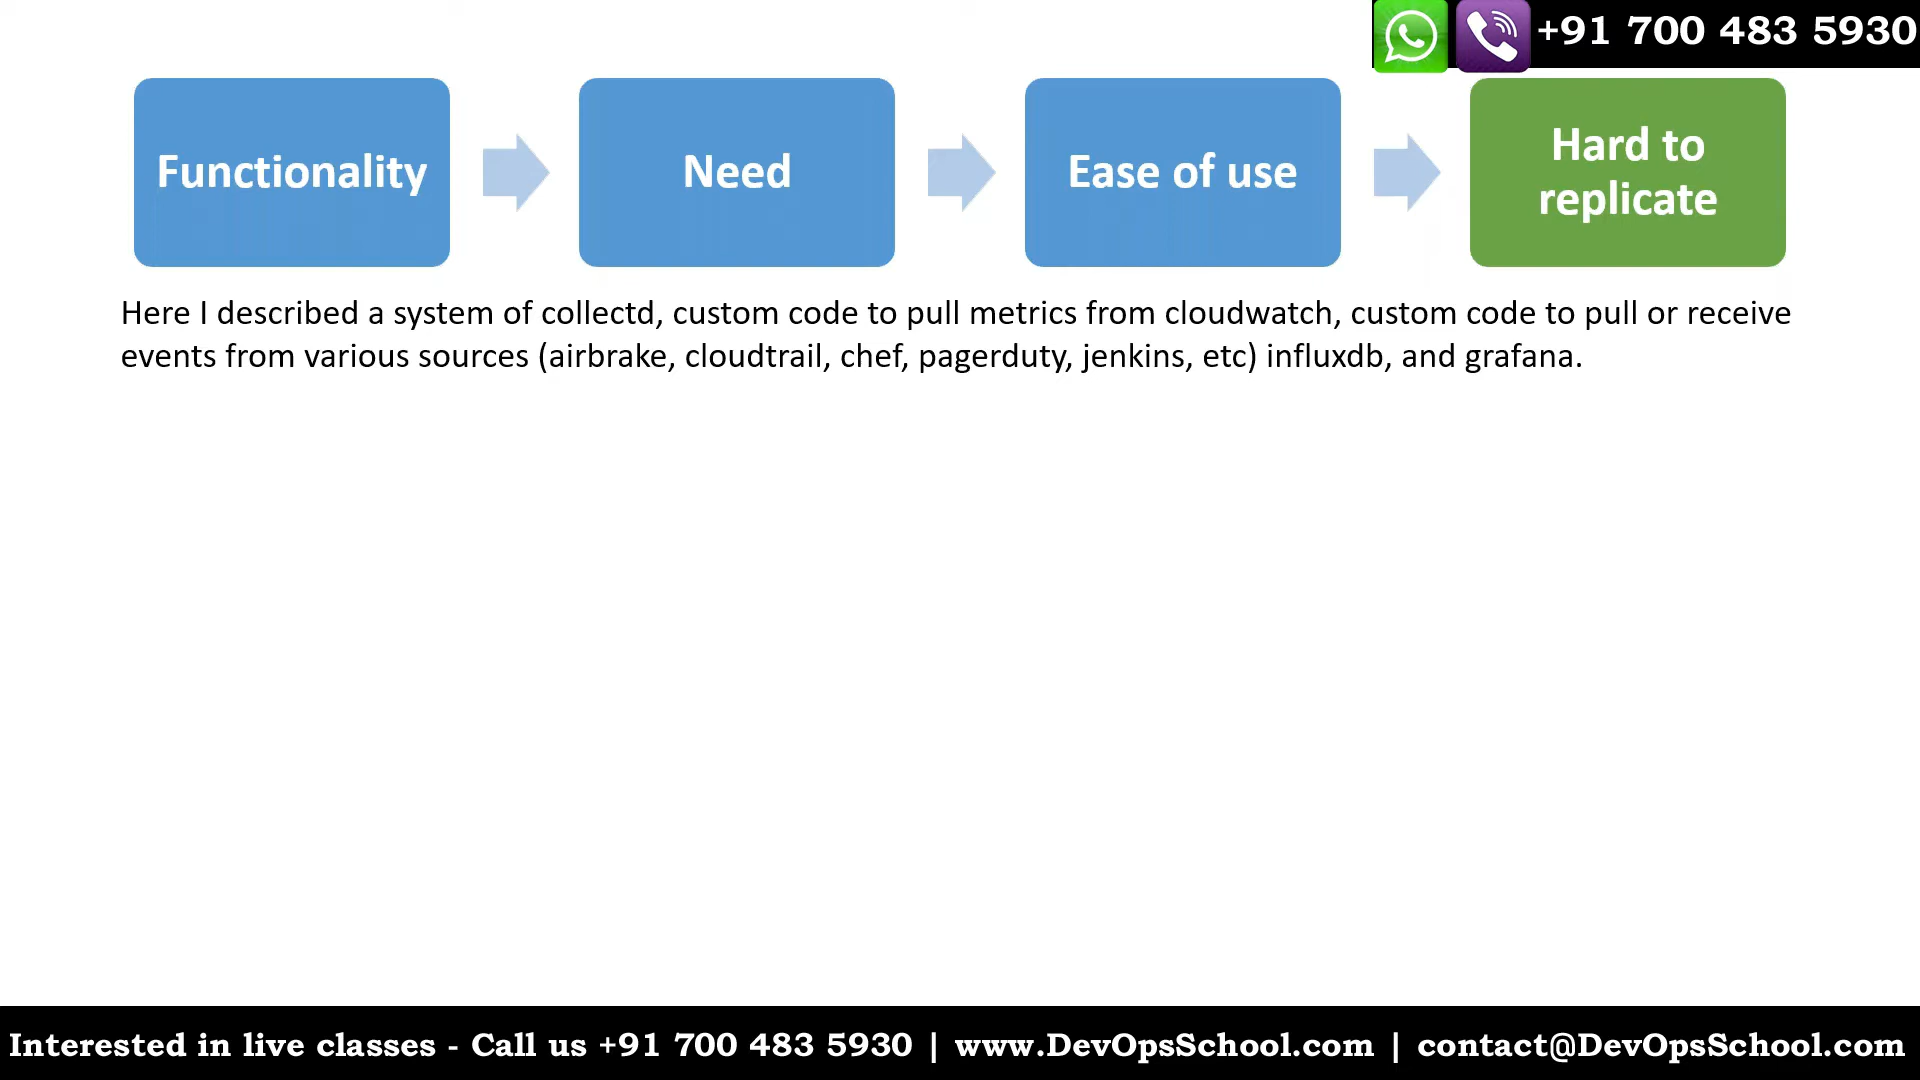 +91 700 483 5930
Functionality
Need
Ease of use
Hard to
replicate
Here I described a system of collectd, custom code to pull metrics from cloudwatch, custom code to pull or receive
events from various sources (airbrake, cloudtrail, chef, pagerduty, jenkins, etc) influxdb, and grafana.
Interested in live classes - Call us +91 700 483 5930 | www.DevOpsSchool.com | contact@DevOpsSchool.com